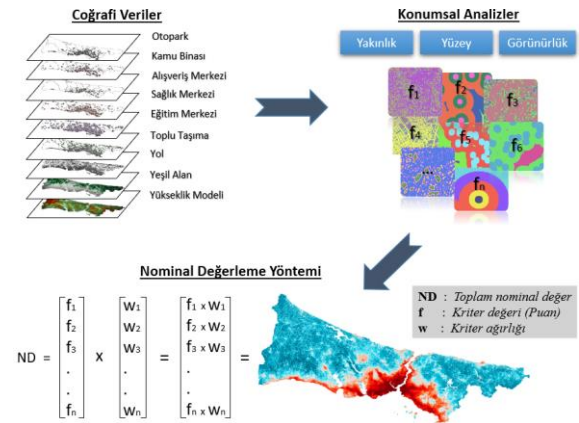 Coğrafi Veriler
Otopark
Kamu Binası
Alışveriş Merkezi
Sağlık Merkezi
Eğitim Merkezi
Toplu Taşıma
Yol
Yeşil Alan
Yükseklik Modeli
Konumsal Analizler
Yakınlık Yüzey Görünürlük
f1 f2 f3
f4 f5 f6
... fn
Nominal Değerleme Yöntemi
ND : Toplam nominal değer
f : Kriter değeri (Puan)
w : Kriter ağırlığı
f1 w1 f1 x w1
f2 w2 f2 x w2
ND = f3 x w3 = f3 x w3 =
. . .
. . .
fn wn fn x wn